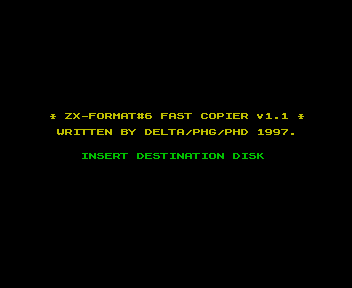 * ZX-FORMAT#6 FAST COPIER v1.1 *
WRITTEN BY DELTA/PHG/PHD 1997.
INSERT DESTINATION DISK